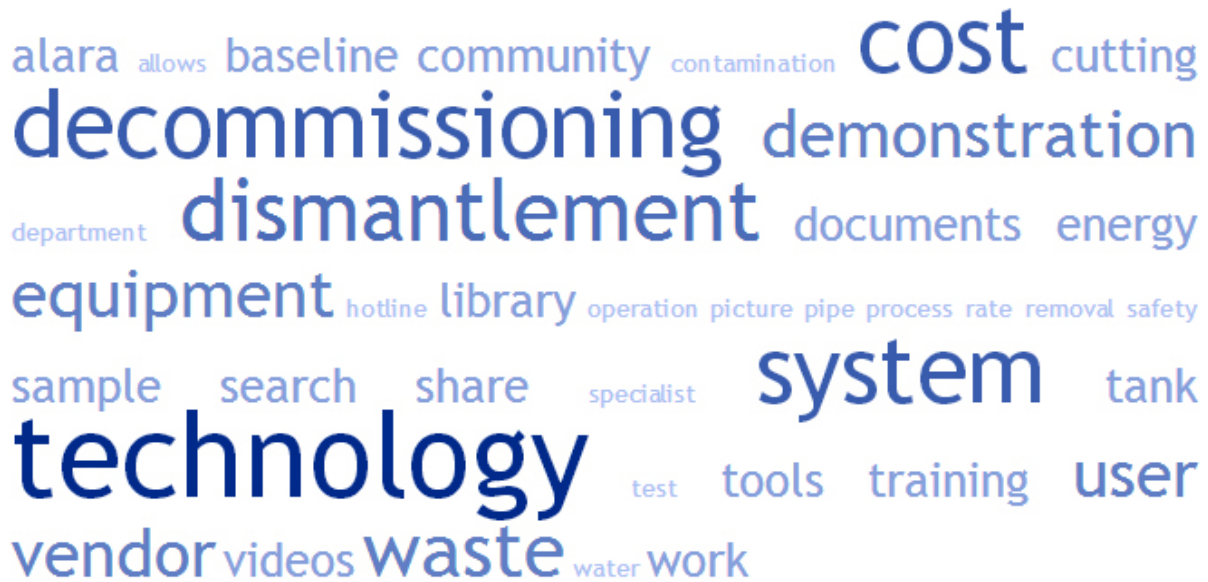 alara allows baseline community contamination cost cutting
decommissioning demonstration
department dismantlement documents energy
equipment hotline library operation picture pipe process rate removal safety
sample search share specialist system tank
technology test tools training user
vendor videos waste water work